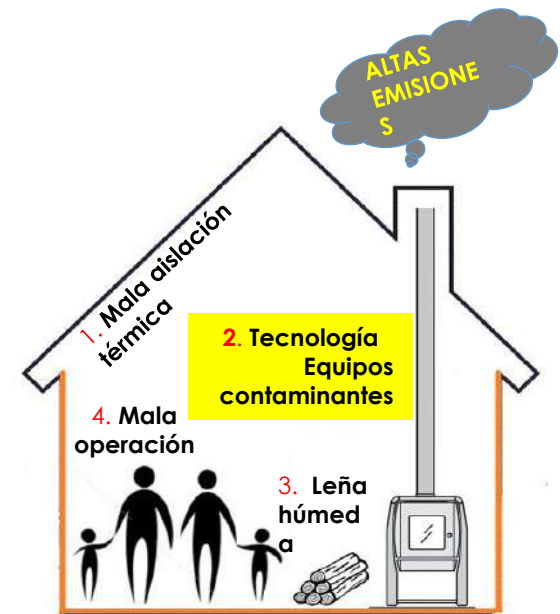 ALTAS
EMISIONE
S
1. Mala aislación
térmica
2. Tecnología
Equipos
contaminantes
4. Mala
operación
3. Leña
húmed
a